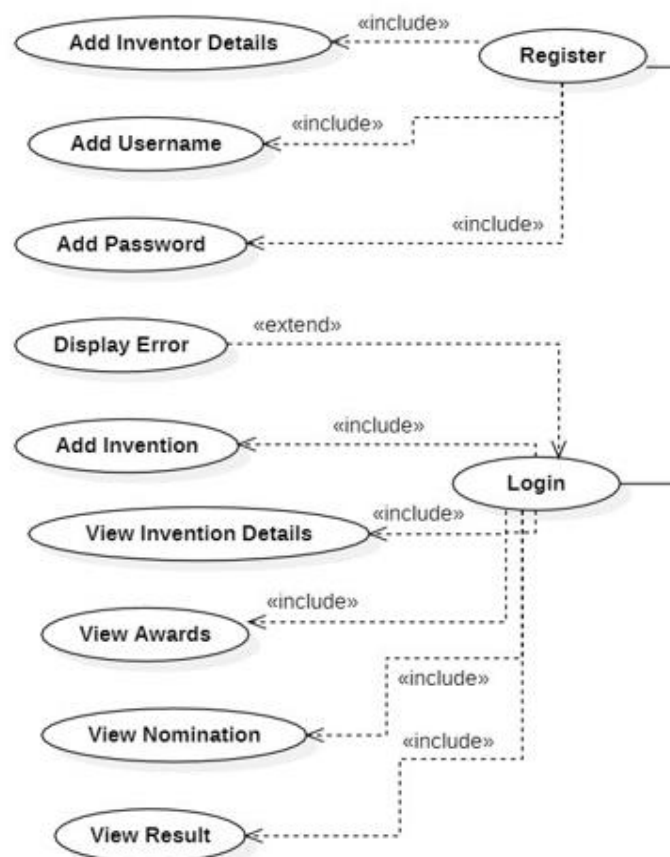 «include»
Add Inventor Details
Register
«include»
Add Username
«include»
Add Password
«extend»
Display Error
«include»
Add Invention
Login
«include»
View Invention Details
«include»
View Awards
«include»
View Nomination
«include»
View Result